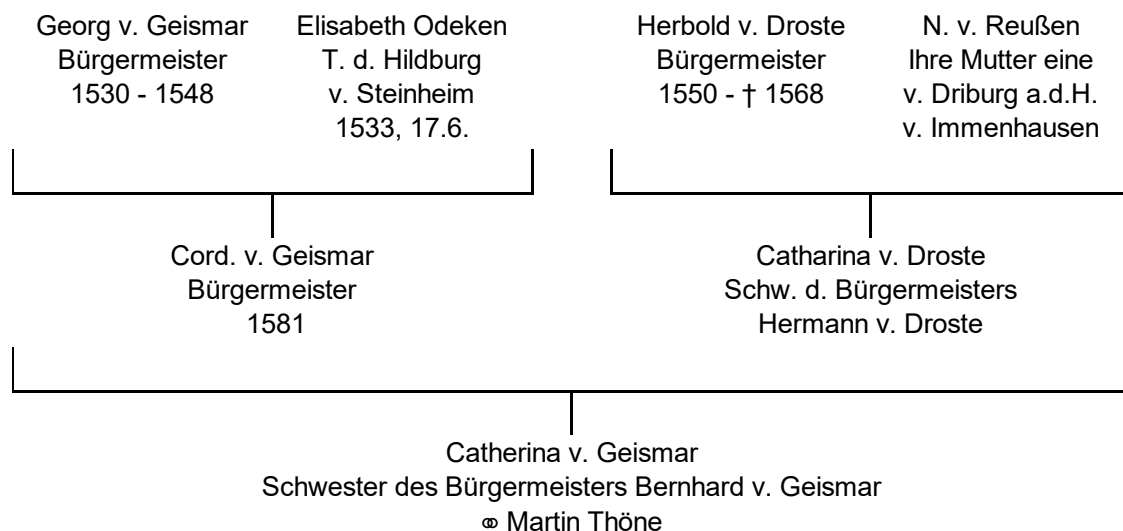 Georg v. Geismar
Bürgermeister
1530 - 1548
Elisabeth Odeken
T. d. Hildburg
v. Steinheim
1533, 17.6.
Herbold v. Droste
Bürgermeister
1550 - † 1568
N. v. Reußen
Ihre Mutter eine
v. Driburg a.d.H.
v. Immenhausen
Cord. v. Geismar
Bürgermeister
1581
Catharina v. Droste
Schw. d. Bürgermeisters
Hermann v. Droste
Catherina v. Geismar
Schwester des Bürgermeisters Bernhard v. Geismar
⚭ Martin Thöne